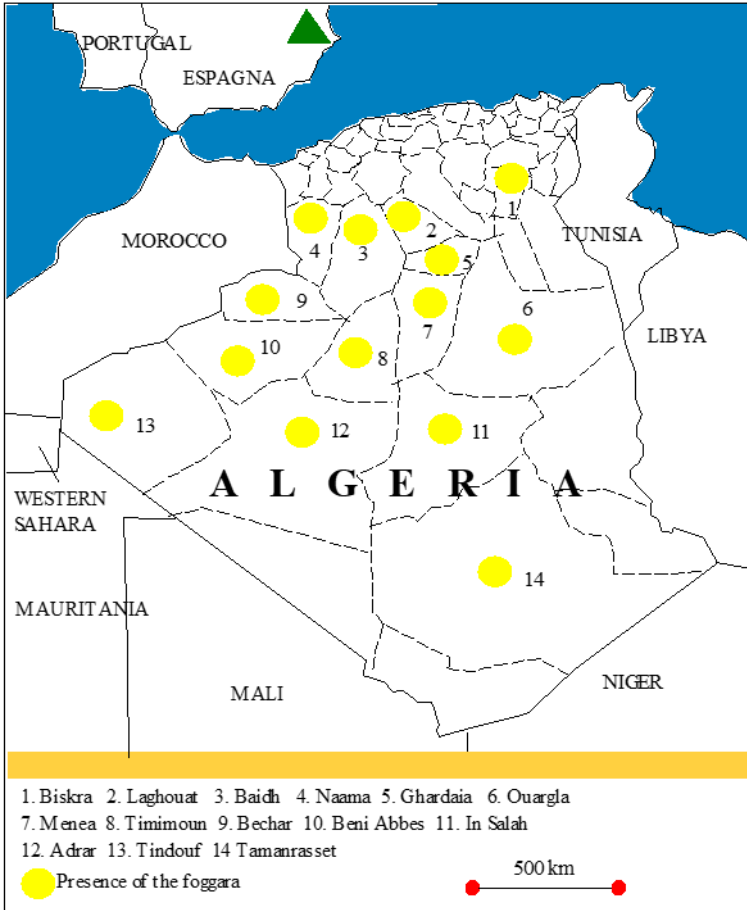 PORTUGAL
ESPAGNA
1
MOROCCO
4
3
2
TUNISIA
5
9
7
6
10
8
LIBYA
13
12
11
A L G E R I A
WESTERN
SAHARA
14
MAURITANIA
MALI
NIGER
1. Biskra 2. Laghouat 3. Baidh 4. Naama 5. Ghardaia 6. Ouargla
7. Menea 8. Timimoun 9. Bechar 10. Beni Abbes 11. In Salah
12. Adrar 13. Tindouf 14 Tamanrasset
Presence of the foggara
500 km